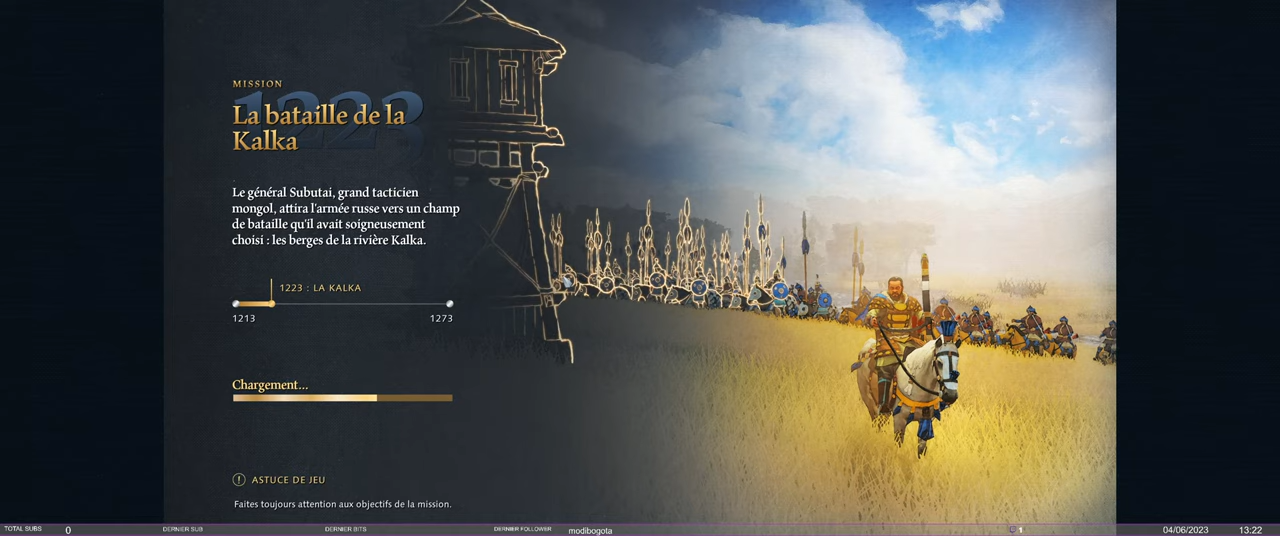 MISSION
1223
La bataille de la
Kalka
Le général Subutai, grand tacticien
mongol, attira l'armée russe vers un champ
de bataille qu'il avait soigneusement
choisi : les berges de la rivière Kalka.
1223 : LA KALKA
1213 1273
Chargement...
! ASTUCE DE JEU
Faites toujours attention aux objectifs de la mission.
TOTAL SUBS 0 DERNIER SUB DERNIER BITS DERNIER FOLLOWER modibogota 1 04/06/2023 13:22